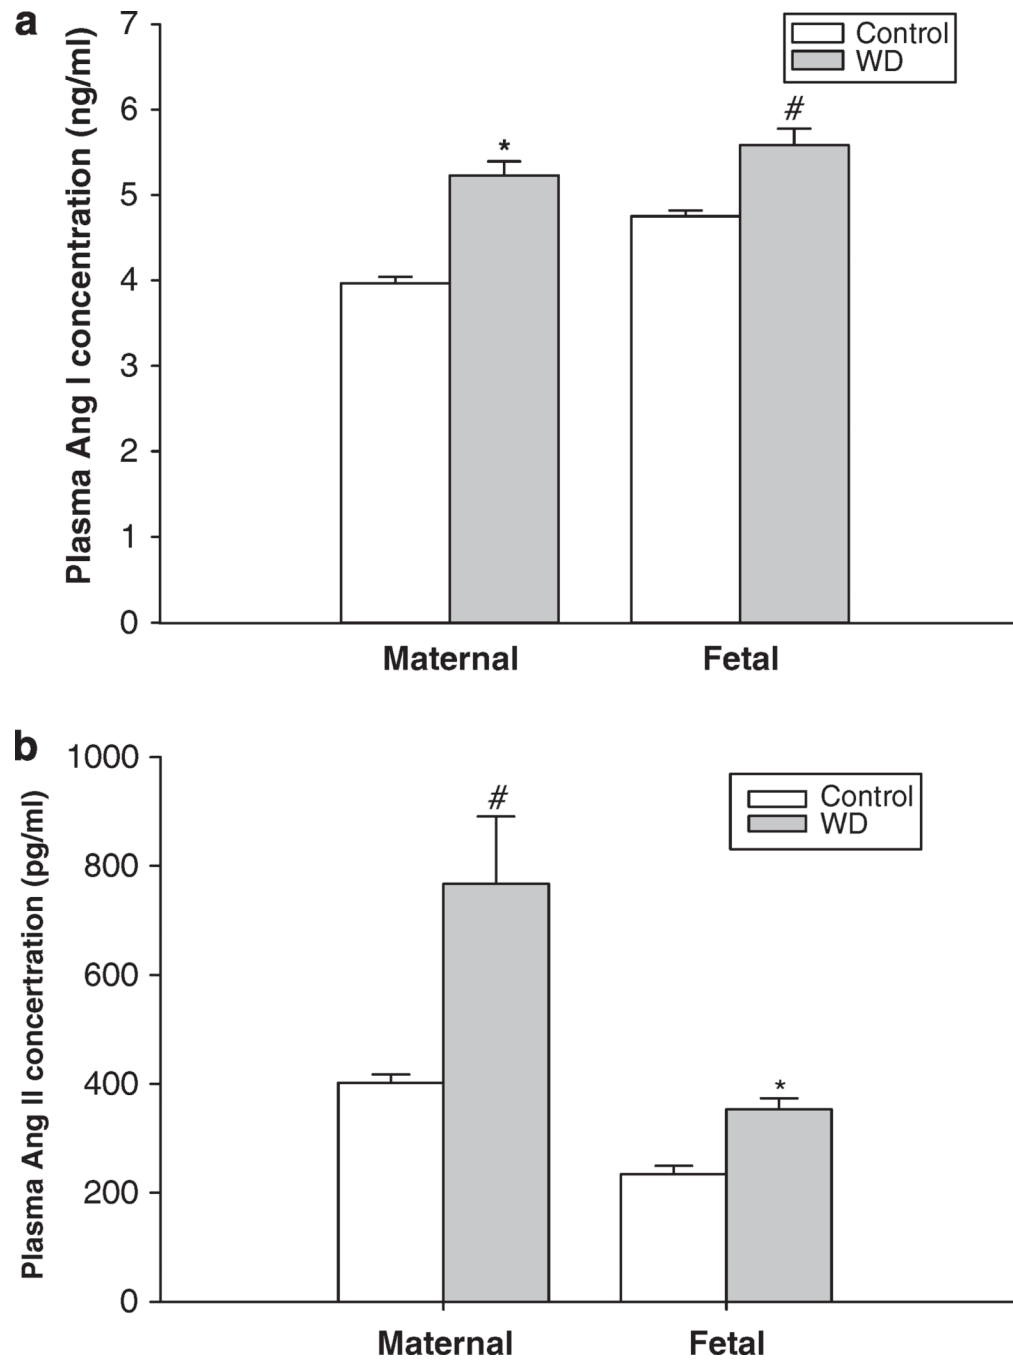 a
Plasma Ang I concentration (ng/ml)
7
6
5
4
3
2
1
0
Control
WD
*
#
Maternal
Fetal
b
Plasma Ang II concertration (pg/ml)
1000
800
600
400
200
0
Control
WD
#
*
Maternal
Fetal